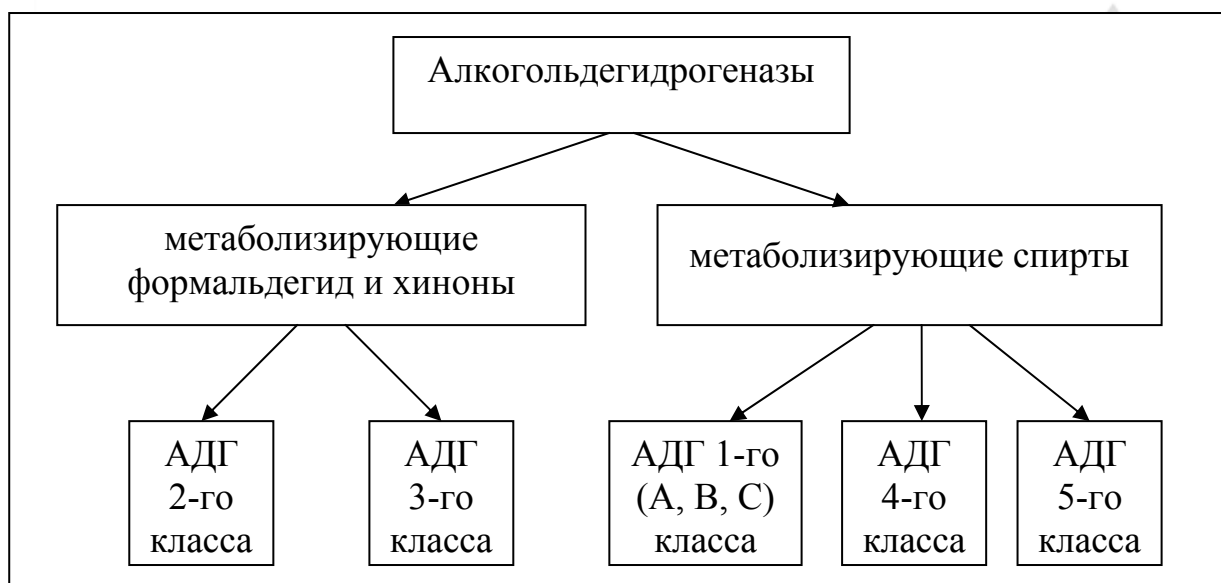 Алкогольдегидрогеназы
метаболизирующие
формальдегид и хиноны
метаболизирующие спирты
АДГ
2-го
класса
АДГ
3-го
класса
АДГ 1-го
(А, В, С)
класса
АДГ
4-го
класса
АДГ
5-го
класса